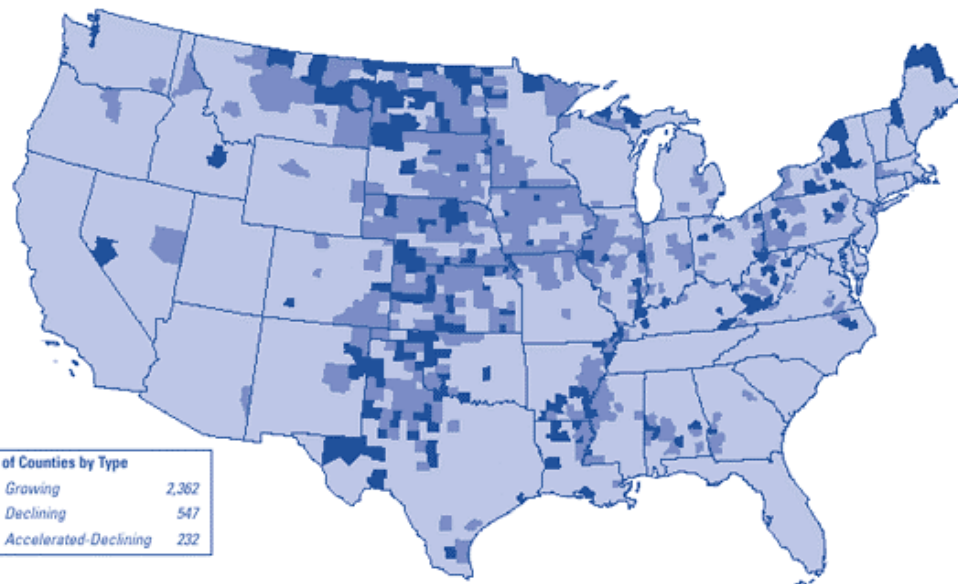 of Counties by Type
Growing 2,362
Declining 547
Accelerated-Declining 232